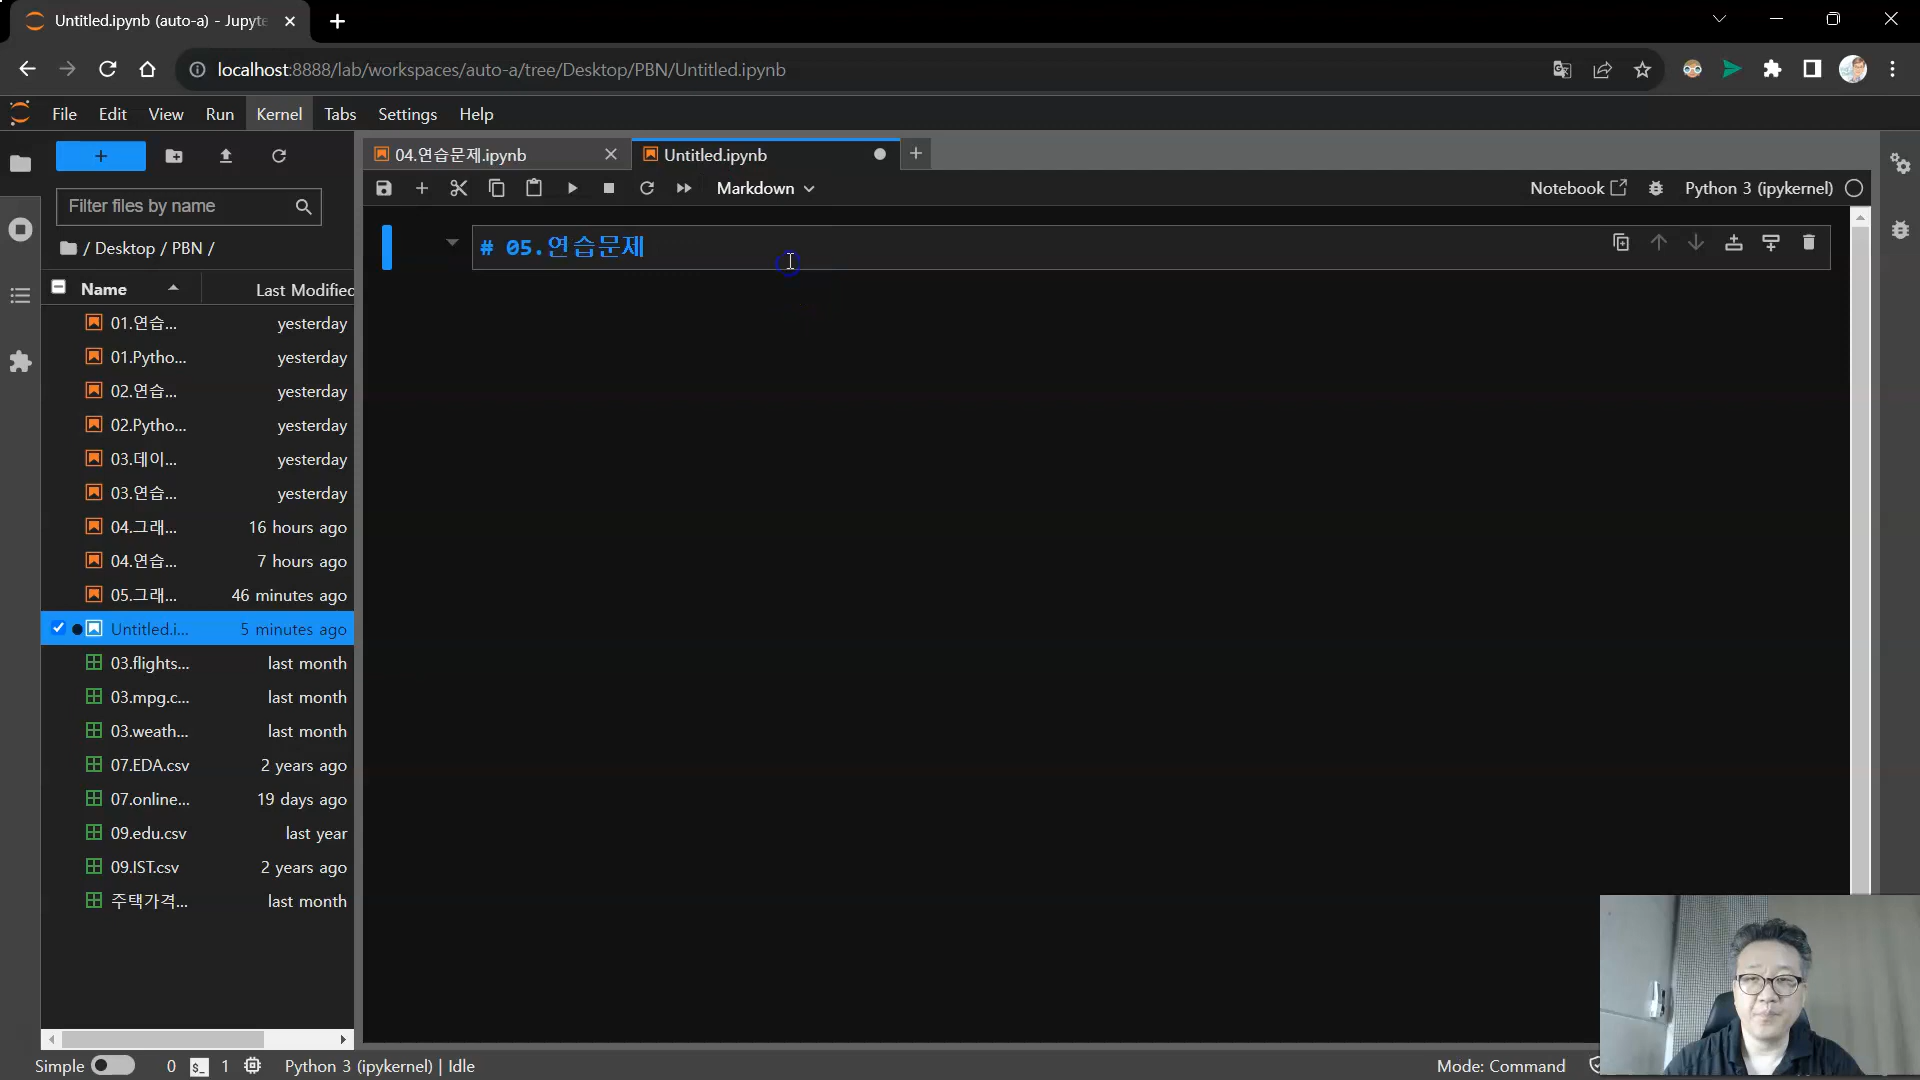 Untitled.ipynb (auto-a) - Jupyte
localhost:8888/lab/workspaces/auto-a/tree/Desktop/PBN/Untitled.ipynb
File Edit View Run Kernel Tabs Settings Help
04.연습문제.ipynb
Untitled.ipynb
Filter files by name
Markdown
Notebook
Python 3 (ipykernel)
/ Desktop / PBN /
# 05.연습문제
Name Last Modified
01.연습... yesterday
01.Pytho... yesterday
02.연습... yesterday
02.Pytho... yesterday
03.데이... yesterday
03.연습... yesterday
04.그래... 16 hours ago
04.연습... 7 hours ago
05.그래... 46 minutes ago
Untitled.i... 5 minutes ago
03.flights... last month
03.mpg.c... last month
03.weath... last month
07.EDA.csv 2 years ago
07.online... 19 days ago
09.edu.csv last year
09.IST.csv 2 years ago
주택가격... last month
Simple 0 $_ 1 Python 3 (ipykernel) | Idle
Mode: Command